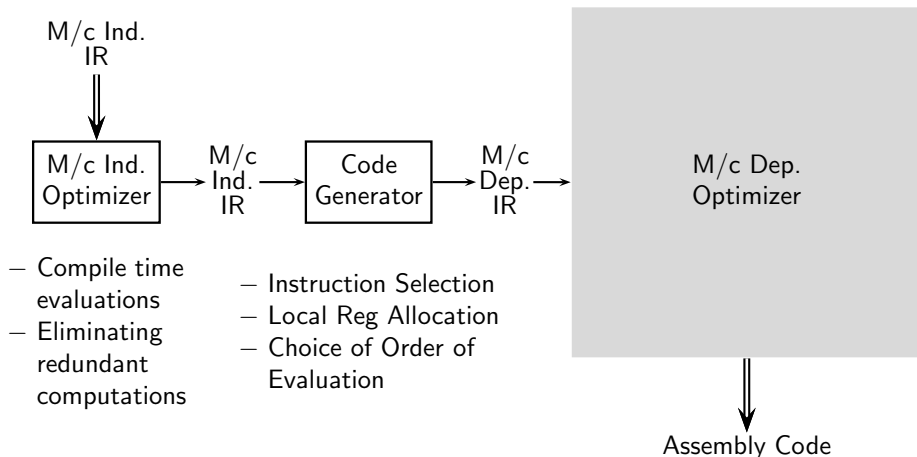 M/c Ind.
IR
M/c Ind.
Optimizer
M/c
Ind.
IR
Code
Generator
M/c
Dep.
IR
M/c Dep.
Optimizer
– Compile time
evaluations
– Eliminating
redundant
computations
– Instruction Selection
– Local Reg Allocation
– Choice of Order of
Evaluation
Assembly Code